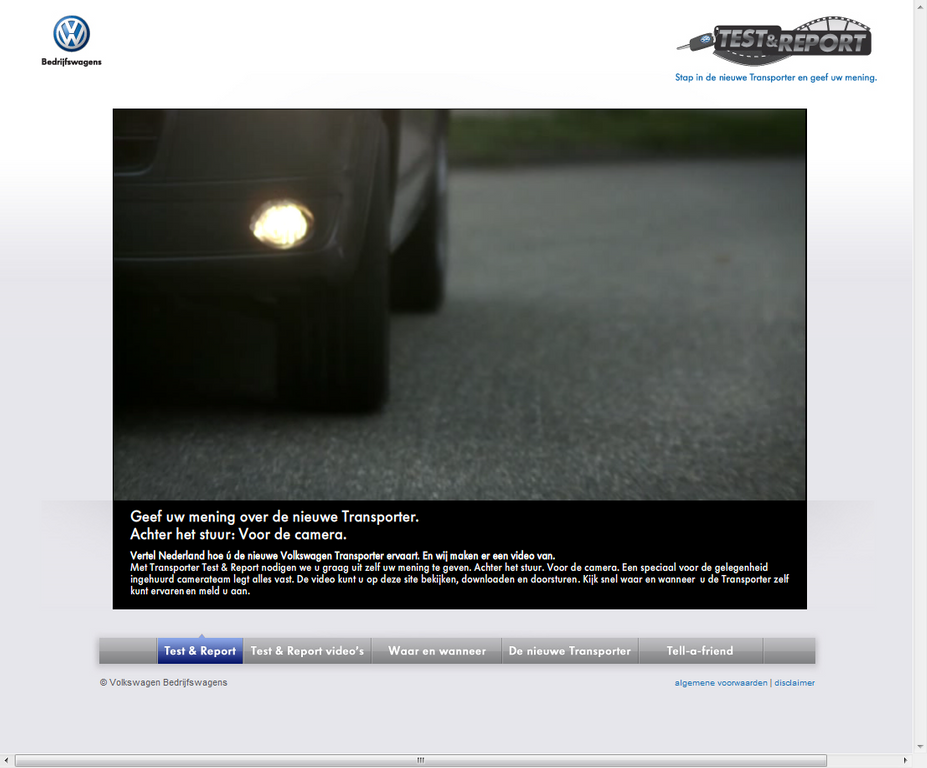 Bedrijfswagens
TEST&REPORT
Stap in de nieuwe Transporter en geef uw mening.
Geef uw mening over de nieuwe Transporter.
Achter het stuur: Voor de camera.
Vertel Nederland hoe ú de nieuwe Volkswagen Transporter ervaart. En wij maken er een video van.
Met Transporter Test & Report nodigen we u graag uit zelf uw mening te geven. Achter het stuur. Voor de camera. Een speciaal voor de gelegenheid
ingehuurd camerateam legt alles vast. De video kunt u op deze site bekijken, downloaden en doorsturen. Kijk snel waar en wanneer u de Transporter zelf
kunt ervaren en meld u aan.
Test & Report Test & Report video's Waar en wanneer De nieuwe Transporter Tell-a-friend
© Volkswagen Bedrijfswagens algemene voorwaarden | disclaimer